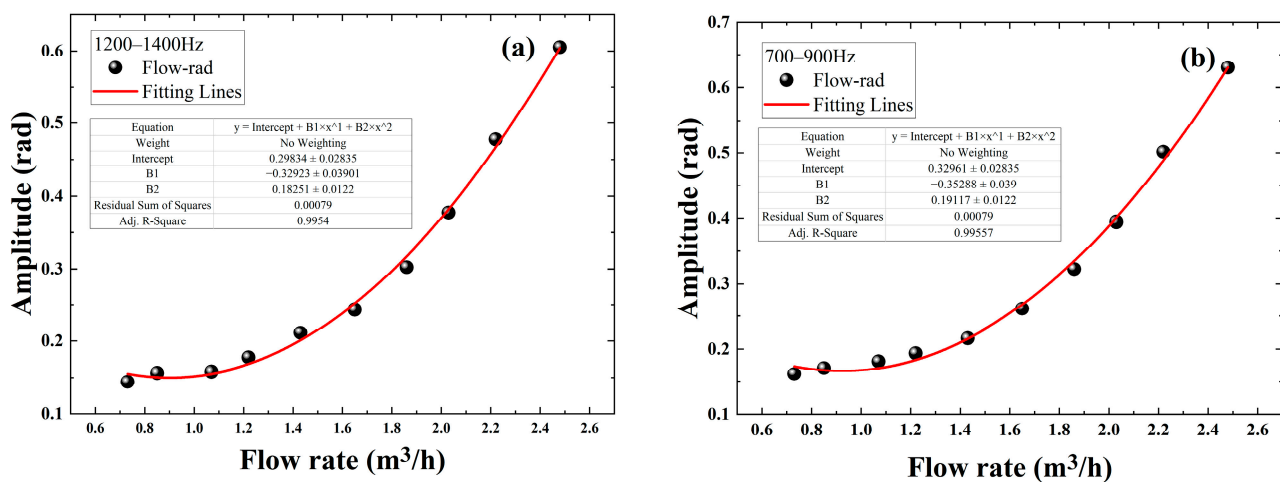 1200–1400Hz
Flow-rad
Fitting Lines
(a)
Equation y = Intercept + B1×x^1 + B2×x^2
Weight No Weighting
Intercept 0.29834 ± 0.02835
B1 −0.32923 ± 0.03901
B2 0.18251 ± 0.0122
Residual Sum of Squares 0.00079
Adj. R-Square 0.9954
Amplitude (rad)
0.6
0.5
0.4
0.3
0.2
0.1
0.6 0.8 1.0 1.2 1.4 1.6 1.8 2.0 2.2 2.4 2.6
Flow rate (m³/h)
700–900Hz
Flow-rad
Fitting Lines
(b)
Equation y = Intercept + B1×x^1 + B2×x^2
Weight No Weighting
Intercept 0.32961 ± 0.02835
B1 −0.35288 ± 0.039
B2 0.19117 ± 0.0122
Residual Sum of Squares 0.00079
Adj. R-Square 0.99557
Amplitude (rad)
0.7
0.6
0.5
0.4
0.3
0.2
0.1
0.6 0.8 1.0 1.2 1.4 1.6 1.8 2.0 2.2 2.4 2.6
Flow rate (m³/h)